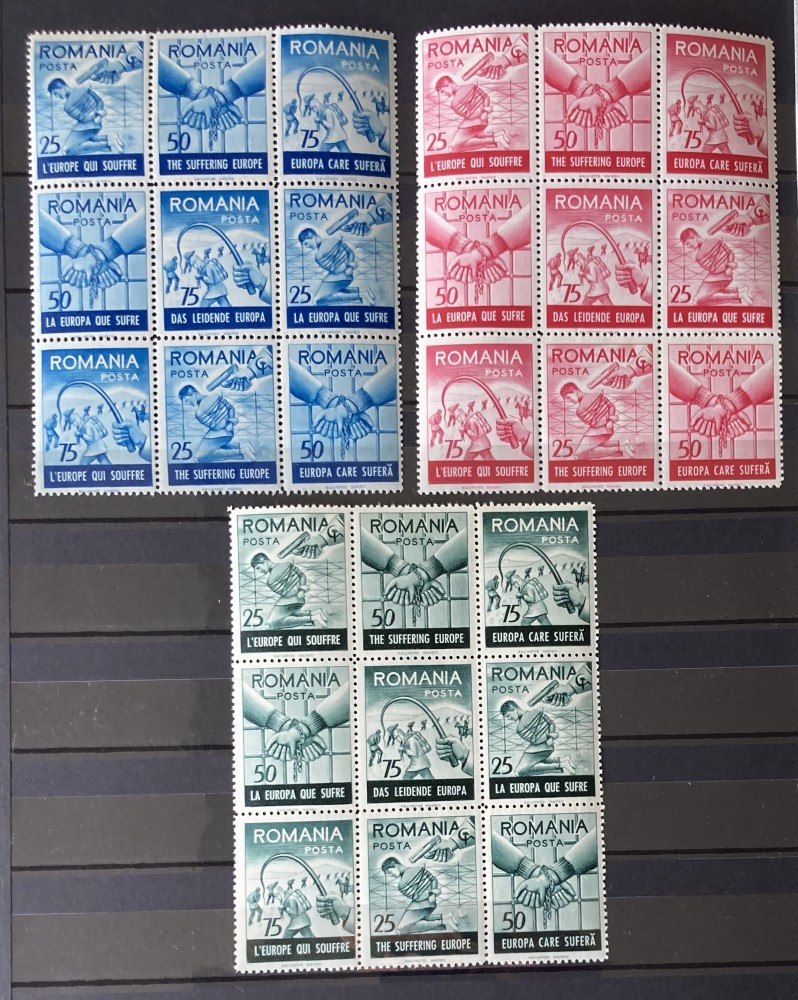 ROMANIA
POSTA
25
L'EUROPE QUI SOUFFRE
ROMANIA
POSTA
50
THE SUFFERING EUROPE
ROMANIA
POSTA
75
EUROPA CARE SUFERĂ
ROMANIA
POSTA
50
LA EUROPA QUE SUFRE
ROMANIA
POSTA
75
DAS LEIDENDE EUROPA
ROMANIA
POSTA
25
LA EUROPA QUE SUFRE
ROMANIA
POSTA
75
L'EUROPE QUI SOUFFRE
ROMANIA
POSTA
25
THE SUFFERING EUROPE
ROMANIA
POSTA
50
EUROPA CARE SUFERĂ
ROMANIA
POSTA
25
L'EUROPE QUI SOUFFRE
ROMANIA
POSTA
50
THE SUFFERING EUROPE
ROMANIA
POSTA
75
EUROPA CARE SUFERĂ
ROMANIA
POSTA
50
LA EUROPA QUE SUFRE
ROMANIA
POSTA
75
DAS LEIDENDE EUROPA
ROMANIA
POSTA
25
LA EUROPA QUE SUFRE
ROMANIA
POSTA
75
L'EUROPE QUI SOUFFRE
ROMANIA
POSTA
25
THE SUFFERING EUROPE
ROMANIA
POSTA
50
EUROPA CARE SUFERĂ
ROMANIA
POSTA
25
L'EUROPE QUI SOUFFRE
ROMANIA
POSTA
50
THE SUFFERING EUROPE
ROMANIA
POSTA
75
EUROPA CARE SUFERĂ
ROMANIA
POSTA
50
LA EUROPA QUE SUFRE
ROMANIA
POSTA
75
DAS LEIDENDE EUROPA
ROMANIA
POSTA
25
LA EUROPA QUE SUFRE
ROMANIA
POSTA
75
L'EUROPE QUI SOUFFRE
ROMANIA
POSTA
25
THE SUFFERING EUROPE
ROMANIA
POSTA
50
EUROPA CARE SUFERĂ